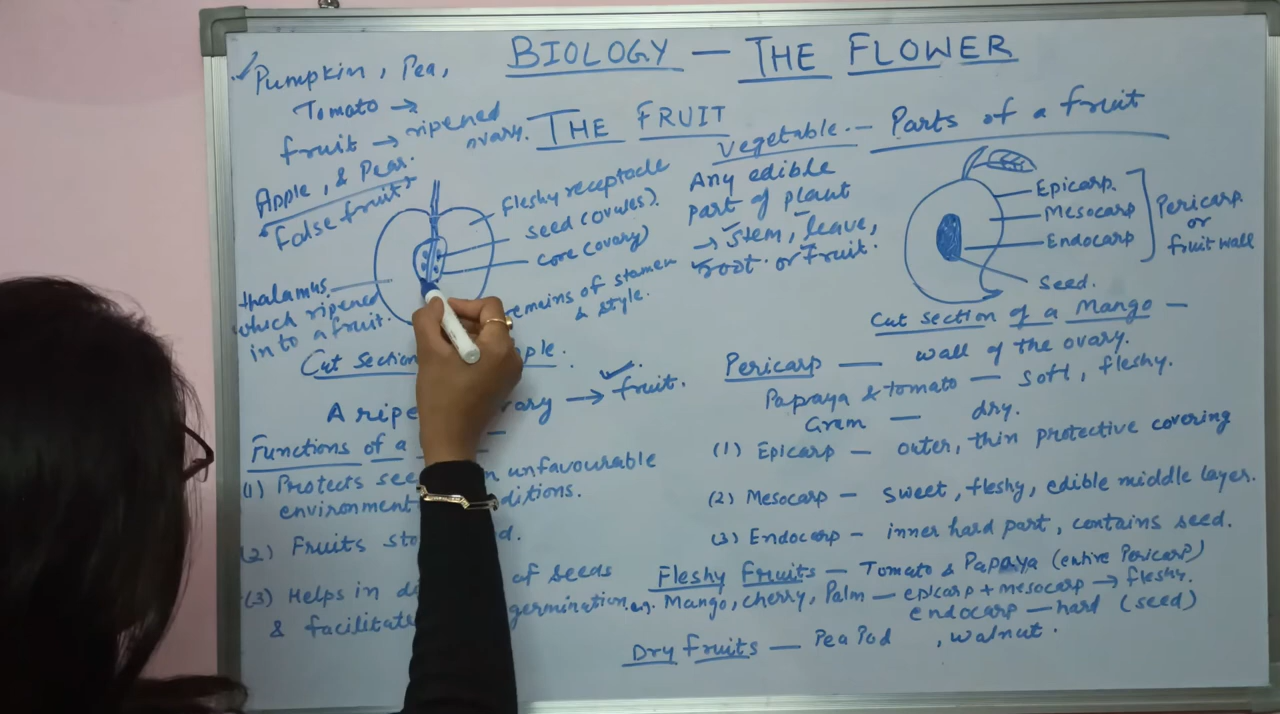 BIOLOGY — THE FLOWER
Pumpkin, Pea,
Tomato →
fruit → ripened
ovary.
Apple, & Pear.
"False fruit"
THE FRUIT
fleshy receptacle
seed (ovules).
core (ovary)
remains of stamen
& style.
thalamus
which ripened
in to a fruit.
Cut section
A ripe → fruit.
Functions of a —
(1) Protects unfavourable
environment
(2) Fruits
(3) Helps in of seeds
& facilitate germination.
Vegetable. —
Any edible
part of plant
→ stem, leave,
root. or Fruit.
Parts of a fruit
Epicarp.
Mesocarp
Endocarp
Pericarp.
or
fruit wall
Seed.
Cut section of a Mango —
Pericarp — wall of the ovary.
Papaya & tomato — soft, fleshy.
Gram — dry.
(1) Epicarp — outer, thin protective covering
(2) Mesocarp — sweet, fleshy, edible middle layer.
(3) Endocarp — inner hard part, contains seed.
Fleshy Fruits — Tomato & Papaya (entire Pericarp)
eg. Mango, cherry, Palm — epicarp + mesocarp → fleshy.
endocarp — hard (seed)
Dry fruits — Pea Pod , walnut.